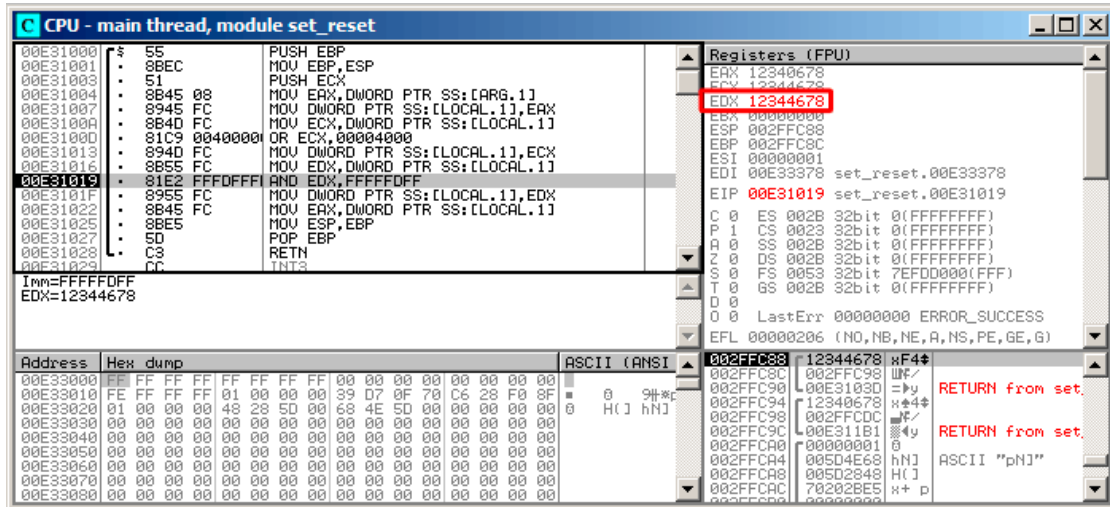 C CPU - main thread, module set_reset
00E31000 $ 55 PUSH EBP
00E31001 . 8BEC MOV EBP,ESP
00E31003 . 51 PUSH ECX
00E31004 . 8B45 08 MOV EAX,DWORD PTR SS:[ARG.1]
00E31007 . 8945 FC MOV DWORD PTR SS:[LOCAL.1],EAX
00E3100A . 8B4D FC MOV ECX,DWORD PTR SS:[LOCAL.1]
00E3100D . 81C9 00400000 OR ECX,00004000
00E31013 . 894D FC MOV DWORD PTR SS:[LOCAL.1],ECX
00E31016 . 8B55 FC MOV EDX,DWORD PTR SS:[LOCAL.1]
00E31019 . 81E2 FFFDFFFF AND EDX,FFFFFDFF
00E3101F . 8955 FC MOV DWORD PTR SS:[LOCAL.1],EDX
00E31022 . 8B45 FC MOV EAX,DWORD PTR SS:[LOCAL.1]
00E31025 . 8BE5 MOV ESP,EBP
00E31027 . 5D POP EBP
00E31028 . C3 RETN
00E31029 CC INT3
Imm=FFFFFDFF
EDX=12344678
Registers (FPU)
EAX 12340678
ECX 12344678
EDX 12344678
EBX 00000000
ESP 002FFC88
EBP 002FFC8C
ESI 00000001
EDI 00E33378 set_reset.00E33378
EIP 00E31019 set_reset.00E31019
C 0 ES 002B 32bit 0(FFFFFFFF)
P 1 CS 0023 32bit 0(FFFFFFFF)
A 0 SS 002B 32bit 0(FFFFFFFF)
Z 0 DS 002B 32bit 0(FFFFFFFF)
S 0 FS 0053 32bit 7EFDD000(FFF)
T 0 GS 002B 32bit 0(FFFFFFFF)
D 0
O 0 LastErr 00000000 ERROR_SUCCESS
EFL 00000206 (NO,NB,NE,A,NS,PE,GE,G)
Address Hex dump ASCII (ANSI
00E33000 FF FF FF FF FF FF FF FF 00 00 00 00 00 00 00 00
00E33010 FE FF FF FF 01 00 00 00 39 D7 0F 70 C6 28 F0 8F
00E33020 01 00 00 00 48 28 5D 00 68 4E 5D 00 00 00 00 00 H(] hN]
00E33030 00 00 00 00 00 00 00 00 00 00 00 00 00 00 00 00
00E33040 00 00 00 00 00 00 00 00 00 00 00 00 00 00 00 00
00E33050 00 00 00 00 00 00 00 00 00 00 00 00 00 00 00 00
00E33060 00 00 00 00 00 00 00 00 00 00 00 00 00 00 00 00
00E33070 00 00 00 00 00 00 00 00 00 00 00 00 00 00 00 00
00E33080 00 00 00 00 00 00 00 00 00 00 00 00 00 00 00 00
002FFC88 12344678 xF4↕
002FFC8C 002FFC98
002FFC90 00E3103D =►y RETURN from set_
002FFC94 12340678 x♠4↕
002FFC98 002FFCDC
002FFC9C 00E311B1 RETURN from set_
002FFCA0 00000001
002FFCA4 005D4E68 hN] ASCII "pN]"
002FFCA8 005D2848 H(]
002FFCAC 70202BE5 x+ p